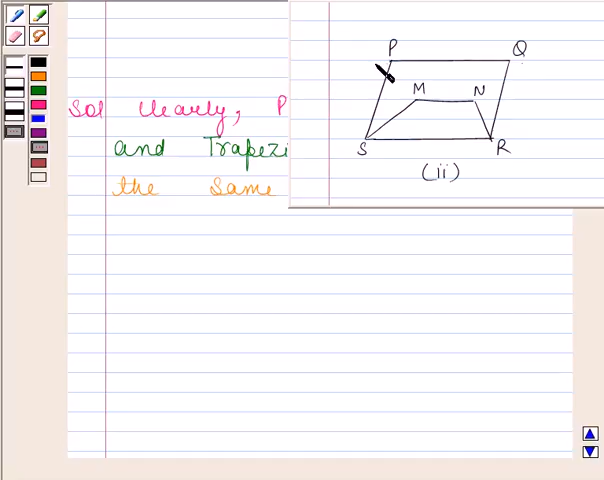 P Q
M N
S R
(ii)
Sol Clearly, P
and Trapezi
the Same